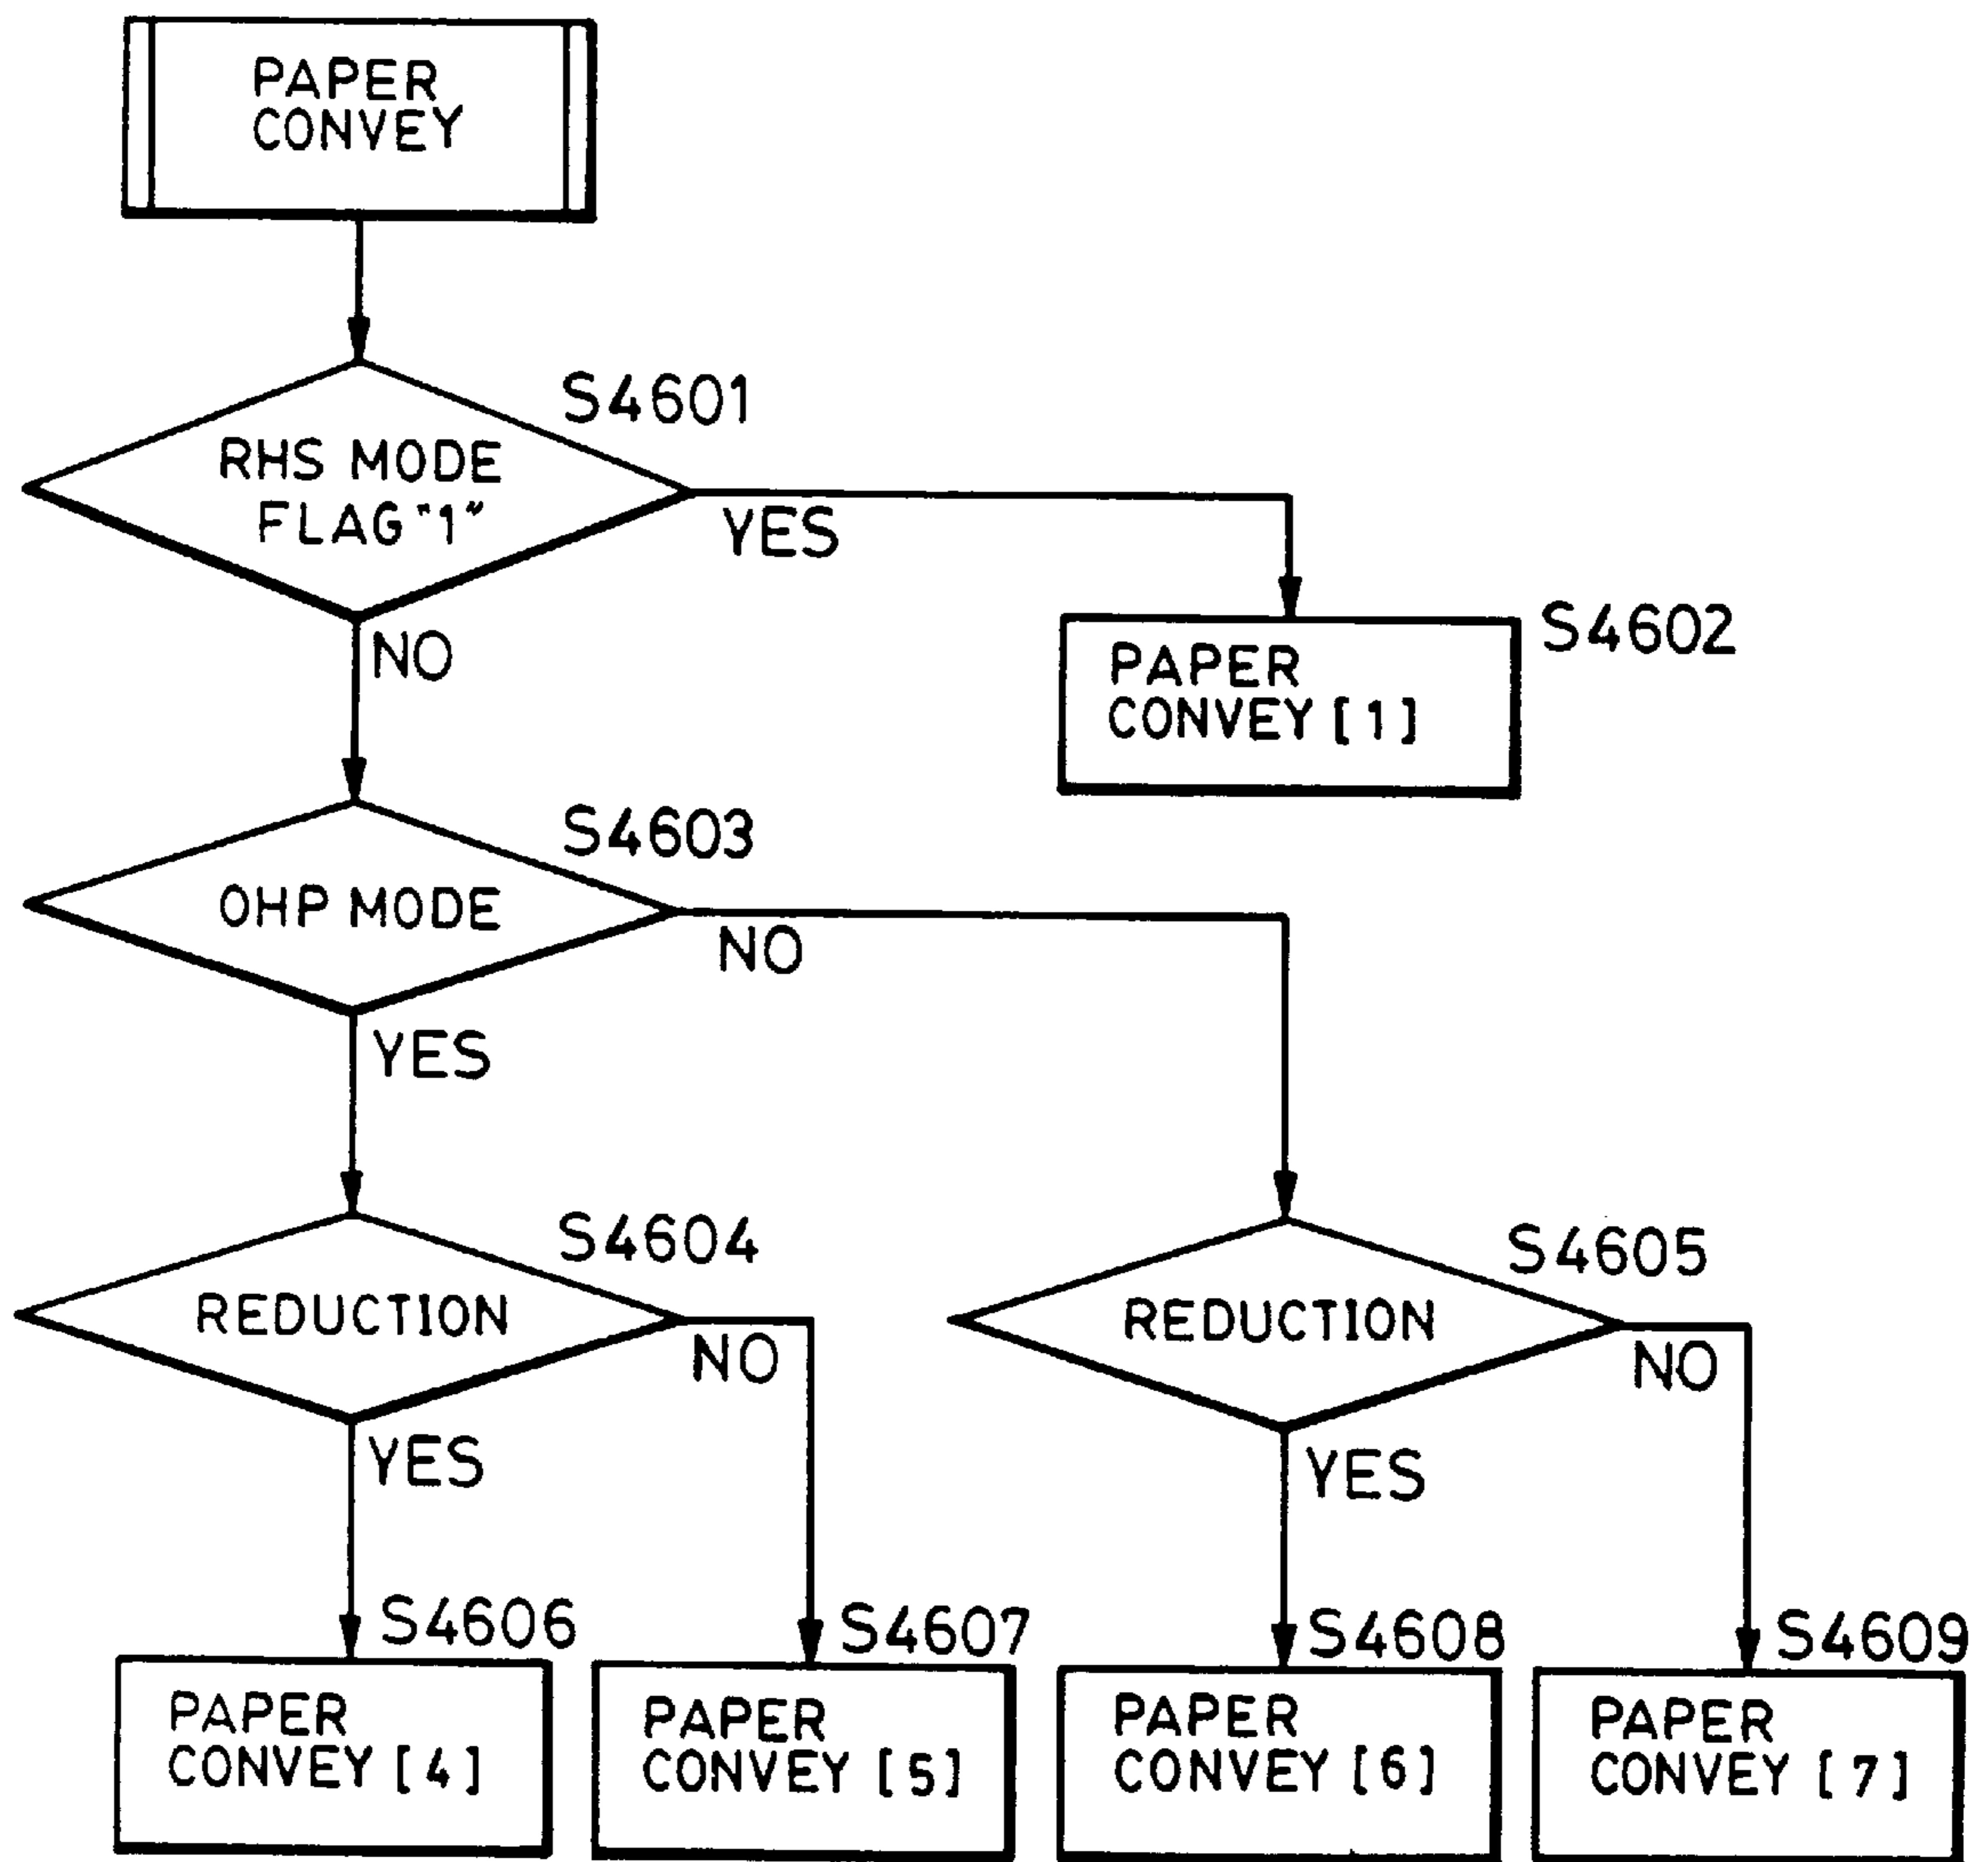 PAPER
CONVEY
S4601
RHS MODE
FLAG "1"
YES
NO
S4602
PAPER
CONVEY [1]
S4603
OHP MODE
NO
YES
S4604
REDUCTION
NO
YES
S4605
REDUCTION
NO
YES
S4606
PAPER
CONVEY [4]
S4607
PAPER
CONVEY [5]
S4608
PAPER
CONVEY [6]
S4609
PAPER
CONVEY [7]